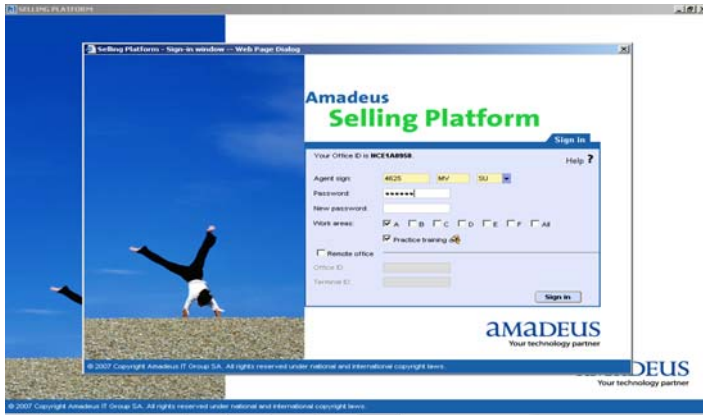 SELLING PLATFORM
Selling Platform - Sign-in window -- Web Page Dialog
Amadeus
Selling Platform
Sign in
Your Office ID is NCE1A0950.
Help ?
Agent sign: 4625 MV SU
Password: ******
New password:
Work areas: A B C D E F All
Practice training
Remote office
Office ID:
Terminal ID:
Sign in
amadeus
Your technology partner
© 2007 Copyright Amadeus IT Group SA. All rights reserved under national and international copyright laws.
DEUS
Your technology partner
© 2007 Copyright Amadeus IT Group SA. All rights reserved under national and international copyright laws.